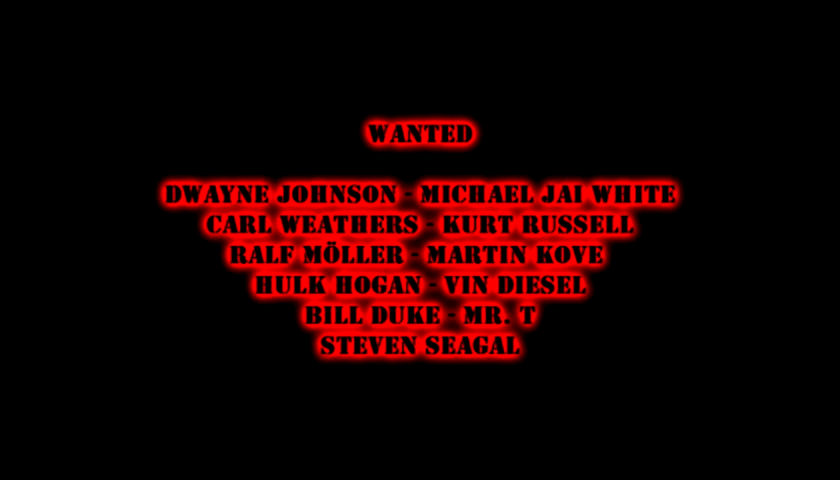 WANTED
DWAYNE JOHNSON - MICHAEL JAI WHITE
CARL WEATHERS - KURT RUSSELL
RALF MÖLLER - MARTIN KOVE
HULK HOGAN - VIN DIESEL
BILL DUKE - MR. T
STEVEN SEAGAL